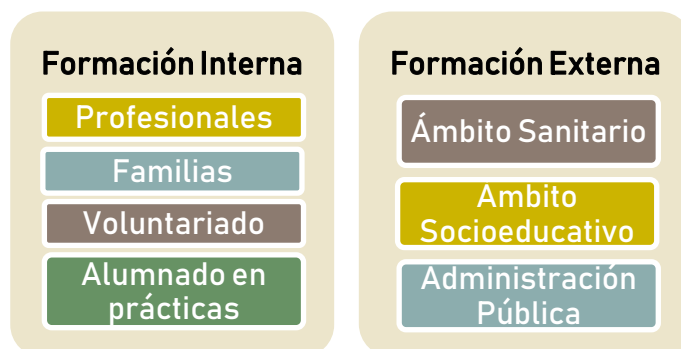 Formación Interna
Profesionales
Familias
Voluntariado
Alumnado en
prácticas
Formación Externa
Ámbito Sanitario
Ambito
Socioeducativo
Administración
Pública